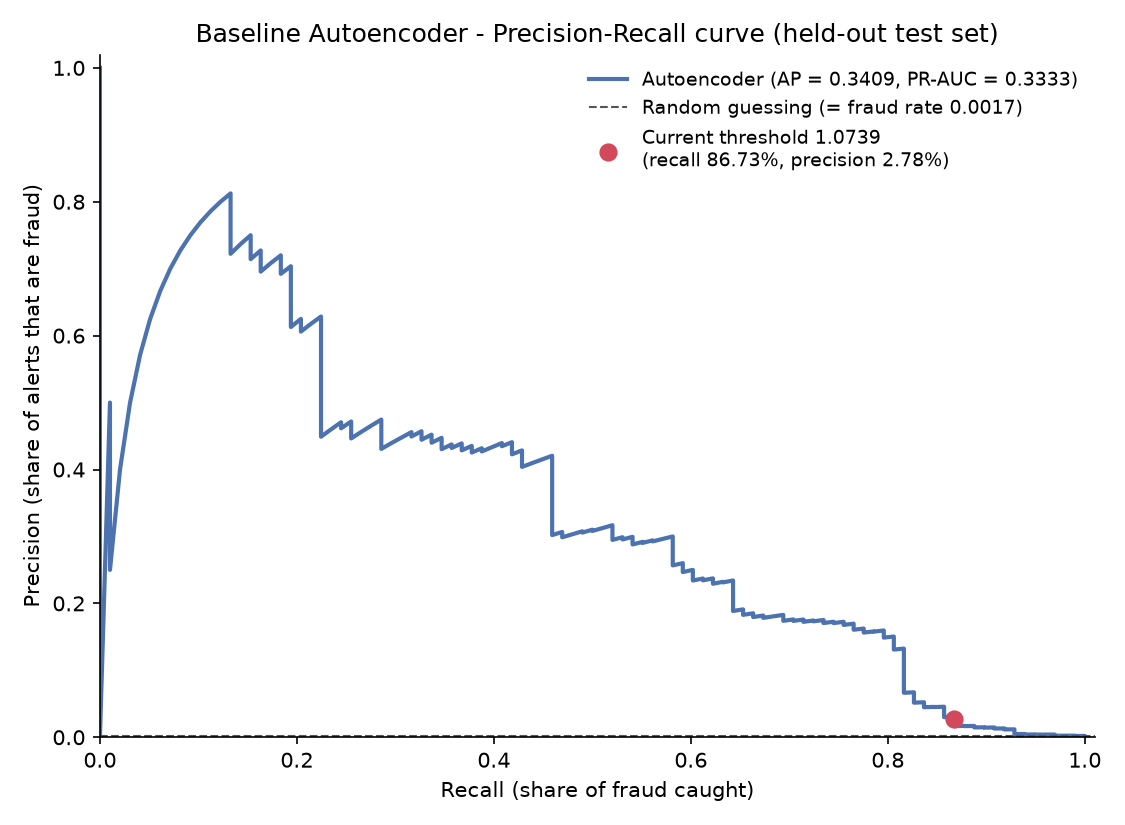 Baseline Autoencoder - Precision-Recall curve (held-out test set)
Autoencoder (AP = 0.3409, PR-AUC = 0.3333)
Random guessing (= fraud rate 0.0017)
Current threshold 1.0739
(recall 86.73%, precision 2.78%)
Precision (share of alerts that are fraud)
1.0
0.8
0.6
0.4
0.2
0.0
0.0 0.2 0.4 0.6 0.8 1.0
Recall (share of fraud caught)